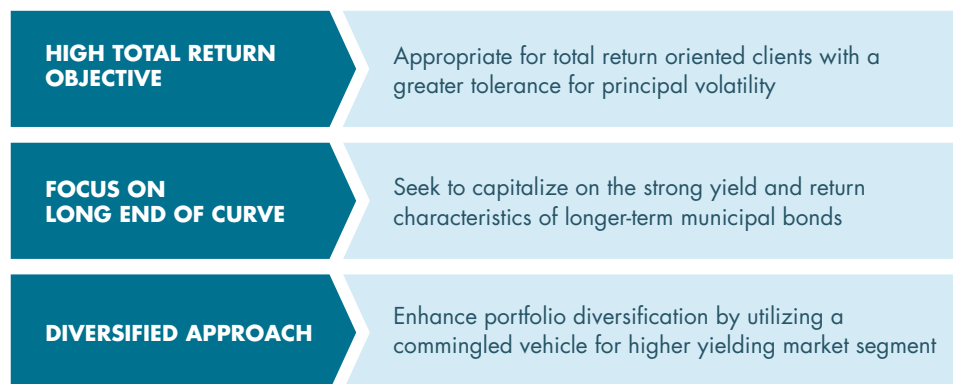 HIGH TOTAL RETURN
OBJECTIVE
Appropriate for total return oriented clients with a
greater tolerance for principal volatility
FOCUS ON
LONG END OF CURVE
Seek to capitalize on the strong yield and return
characteristics of longer-term municipal bonds
DIVERSIFIED APPROACH
Enhance portfolio diversification by utilizing a
commingled vehicle for higher yielding market segment